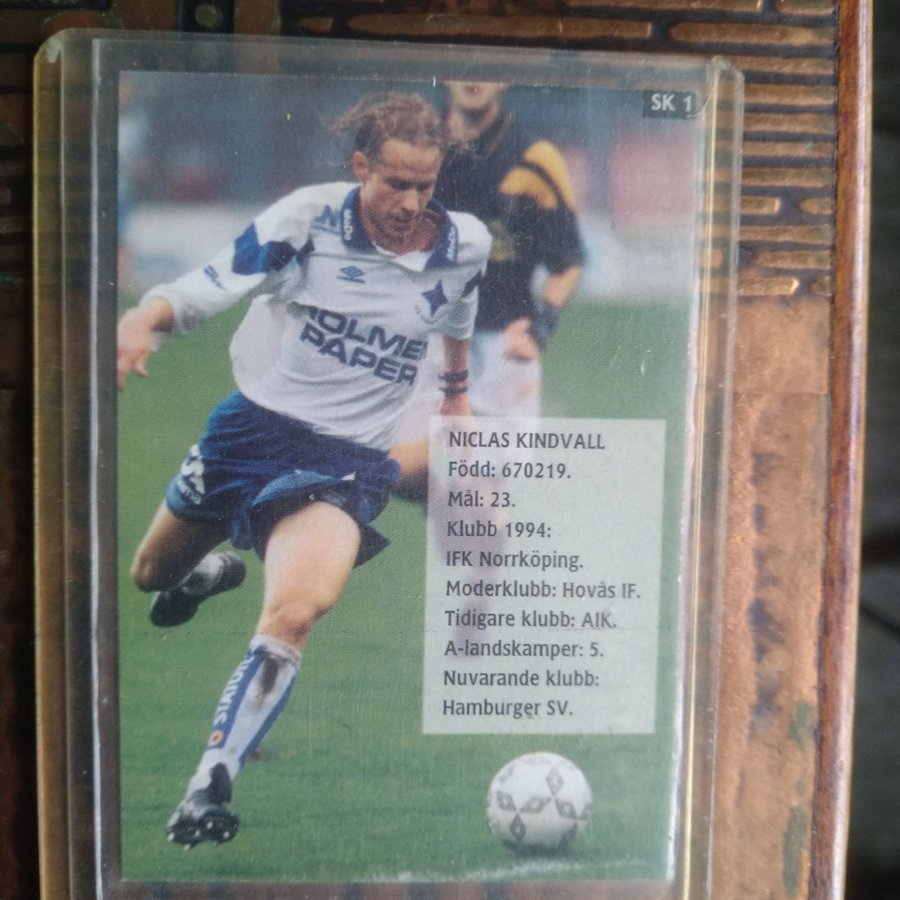 SK 1
HOLMEN
PAPER
NICLAS KINDVALL
Född: 670219.
Mål: 23.
Klubb 1994:
IFK Norrköping.
Moderklubb: Hovås IF.
Tidigare klubb: AIK.
A-landskamper: 5.
Nuvarande klubb:
Hamburger SV.